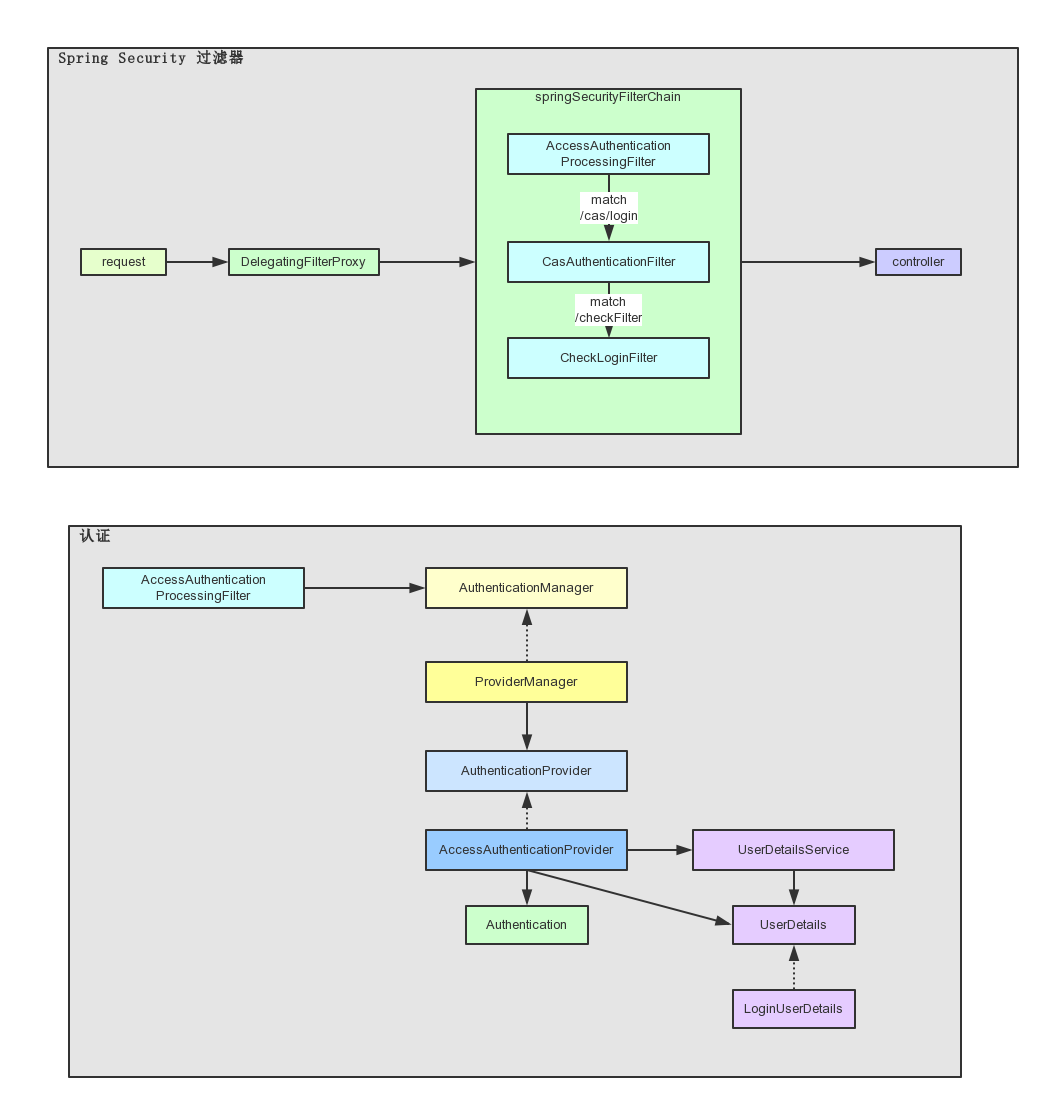 Spring Security 过滤器
springSecurityFilterChain
AccessAuthentication
ProcessingFilter
match
/cas/login
request
DelegatingFilterProxy
CasAuthenticationFilter
controller
match
/checkFilter
CheckLoginFilter
认证
AccessAuthentication
ProcessingFilter
AuthenticationManager
ProviderManager
AuthenticationProvider
AccessAuthenticationProvider
UserDetailsService
Authentication
UserDetails
LoginUserDetails